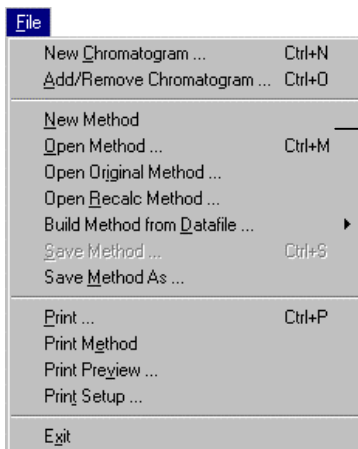 File
New Chromatogram ... Ctrl+N
Add/Remove Chromatogram ... Ctrl+O
New Method
Open Method ... Ctrl+M
Open Original Method ...
Open Recalc Method ...
Build Method from Datafile ...
Save Method ... Ctrl+S
Save Method As ...
Print ... Ctrl+P
Print Method
Print Preview ...
Print Setup ...
Exit